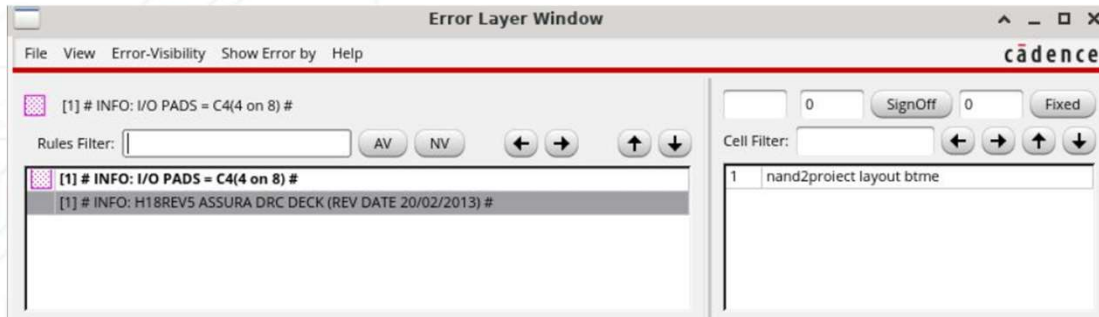 Error Layer Window
File View Error-Visibility Show Error by Help
cādence
[1] # INFO: I/O PADS = C4(4 on 8) #
0 SignOff 0 Fixed
Rules Filter: AV NV
Cell Filter:
[1] # INFO: I/O PADS = C4(4 on 8) #
[1] # INFO: H18REV5 ASSURA DRC DECK (REV DATE 20/02/2013) #
1 nand2proiect layout btme